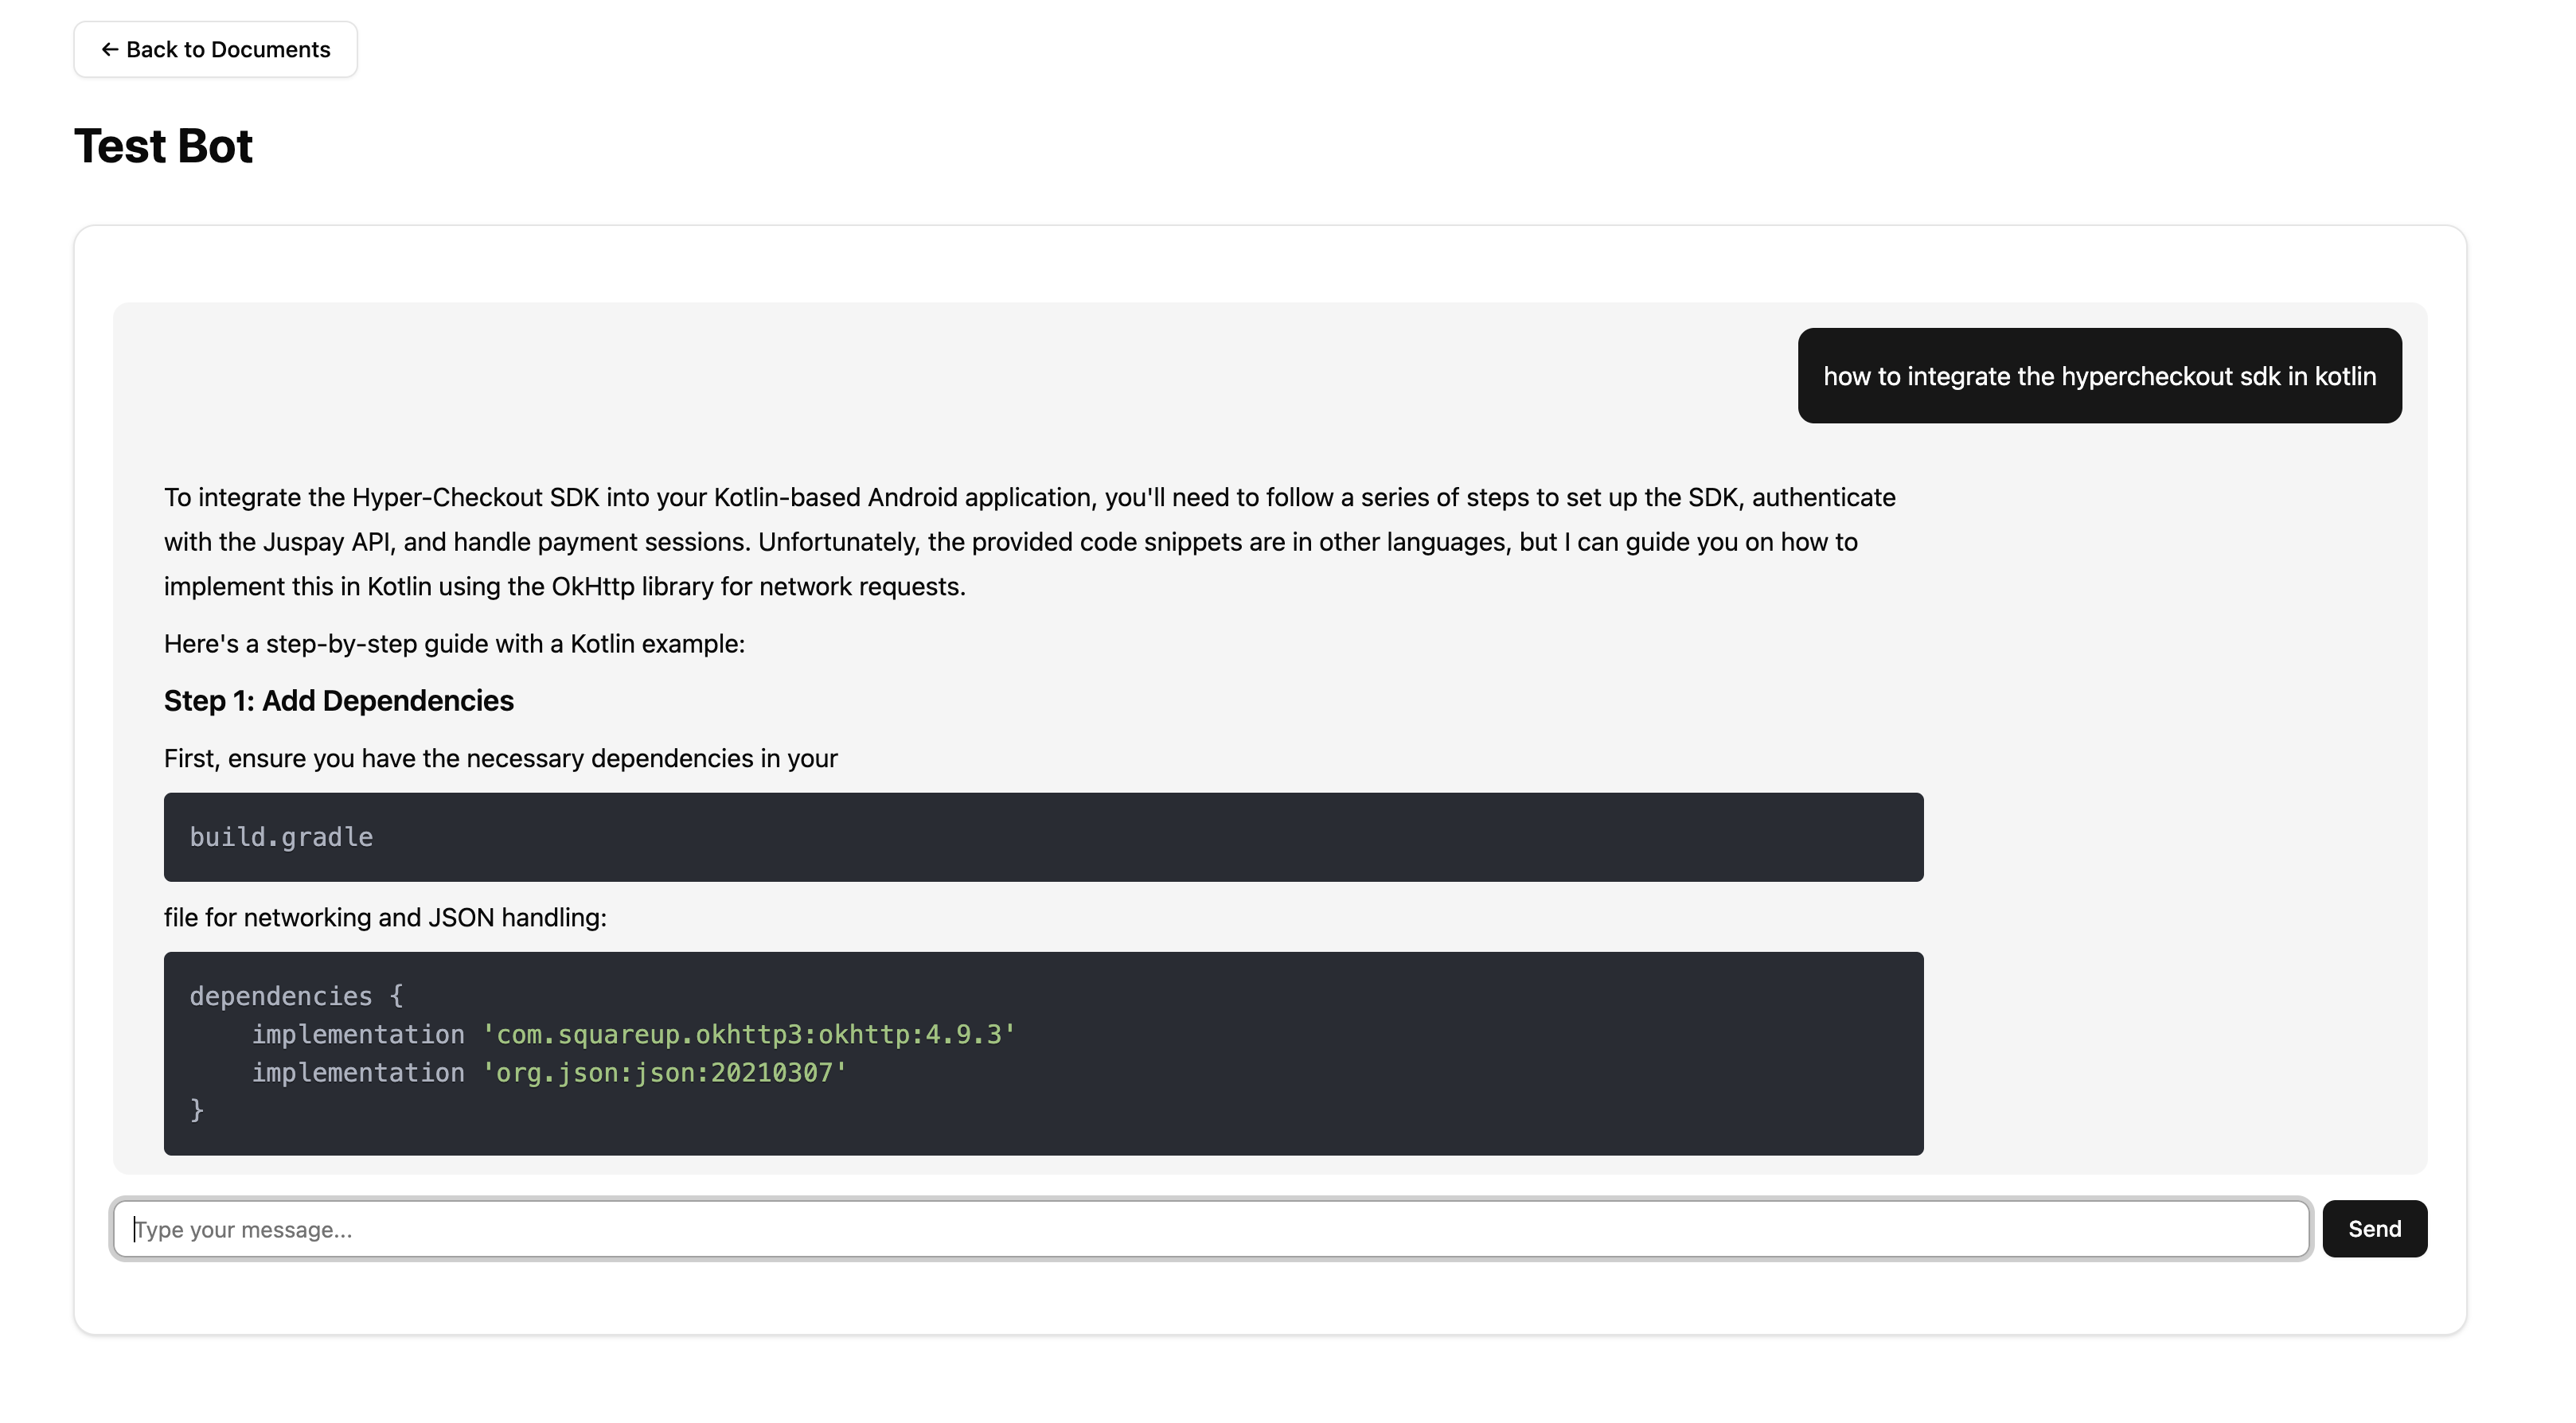 ← Back to Documents
Test Bot
how to integrate the hypercheckout sdk in kotlin
To integrate the Hyper-Checkout SDK into your Kotlin-based Android application, you'll need to follow a series of steps to set up the SDK, authenticate
with the Juspay API, and handle payment sessions. Unfortunately, the provided code snippets are in other languages, but I can guide you on how to
implement this in Kotlin using the OkHttp library for network requests.
Here's a step-by-step guide with a Kotlin example:
Step 1: Add Dependencies
First, ensure you have the necessary dependencies in your
build.gradle
file for networking and JSON handling:
dependencies {
    implementation 'com.squareup.okhttp3:okhttp:4.9.3'
    implementation 'org.json:json:20210307'
}
Type your message...
Send